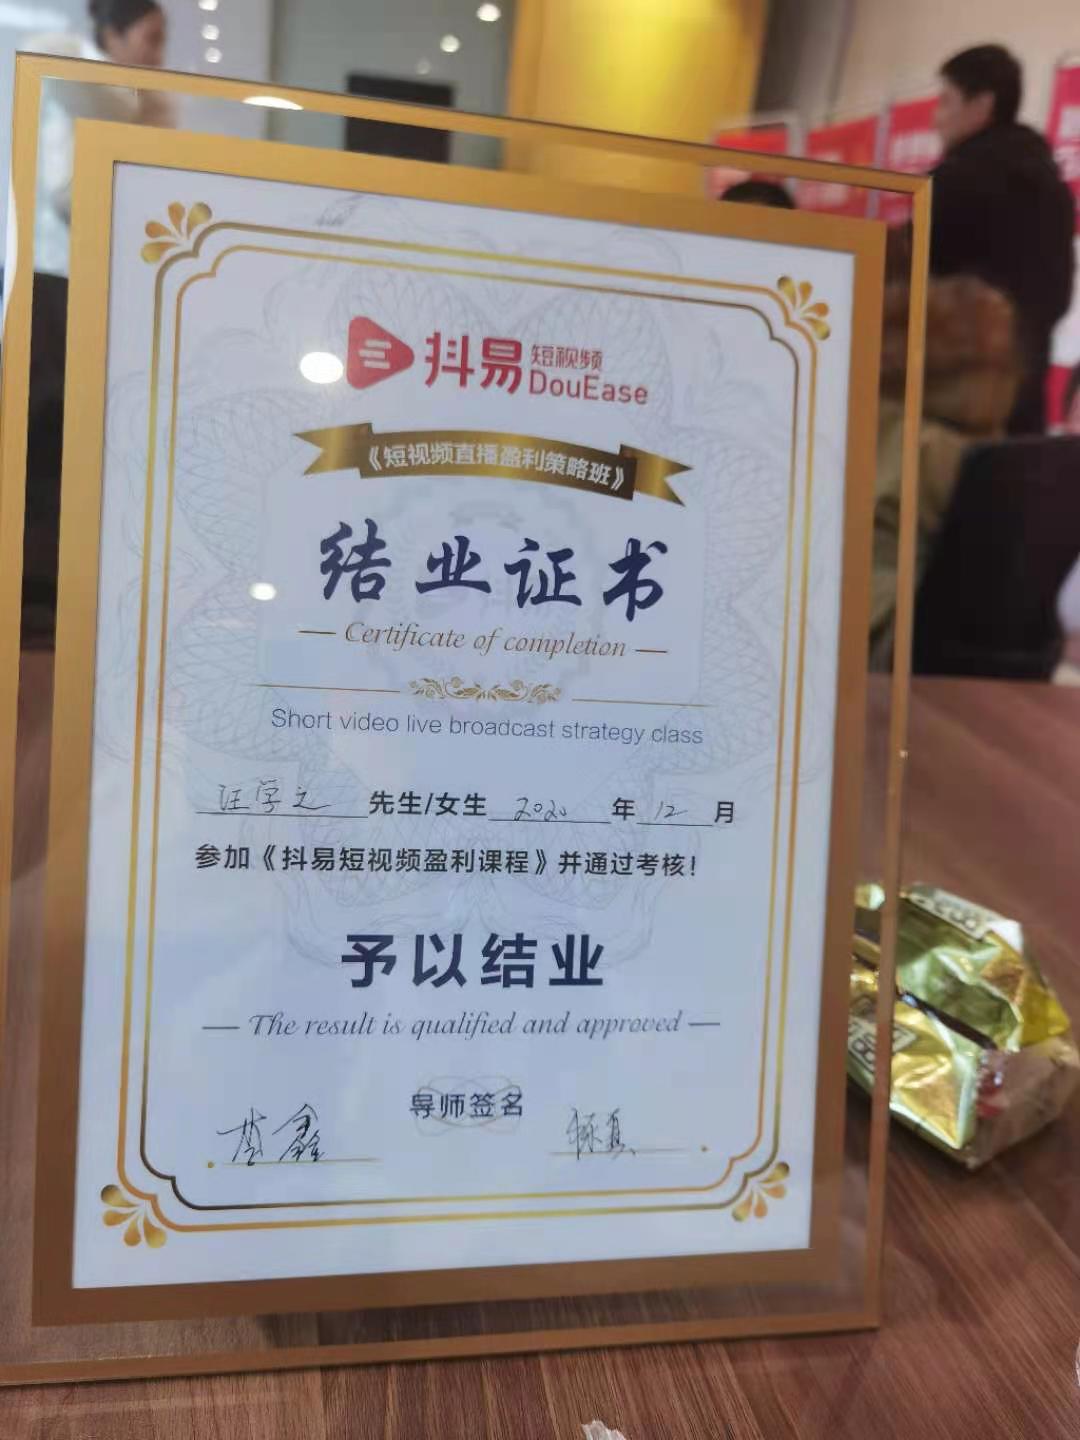 抖易 短视频
DouEase
《短视频直播盈利策略班》
结业证书
— Certificate of completion —
Short video live broadcast strategy class
汪学之 先生/女生 2020 年 12 月
参加《抖易短视频盈利课程》并通过考核！
予以结业
— The result is qualified and approved —
导师签名